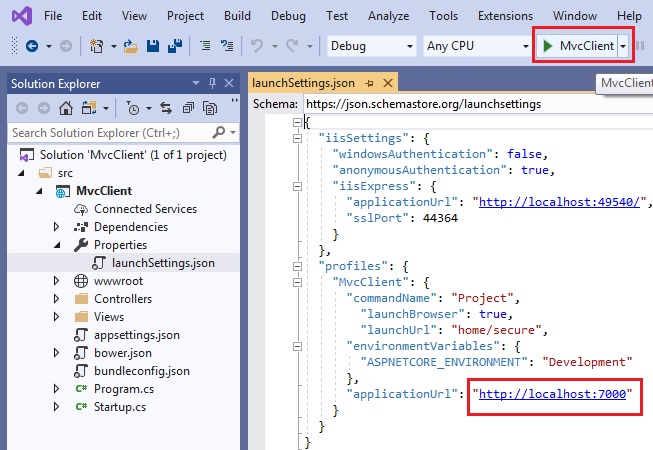 File Edit View Project Build Debug Test Analyze Tools Extensions Window Help
Debug Any CPU MvcClient
MvcClient
Solution Explorer
Search Solution Explorer (Ctrl+;)
Solution 'MvcClient' (1 of 1 project)
src
MvcClient
Connected Services
Dependencies
Properties
launchSettings.json
wwwroot
Controllers
Views
appsettings.json
bower.json
bundleconfig.json
C# Program.cs
C# Startup.cs
launchSettings.json
Schema: https://json.schemastore.org/launchsettings
{
"iisSettings": {
"windowsAuthentication": false,
"anonymousAuthentication": true,
"iisExpress": {
"applicationUrl": "http://localhost:49540/",
"sslPort": 44364
}
},
"profiles": {
"MvcClient": {
"commandName": "Project",
"launchBrowser": true,
"launchUrl": "home/secure",
"environmentVariables": {
"ASPNETCORE_ENVIRONMENT": "Development"
},
"applicationUrl": "http://localhost:7000"
}
}
}